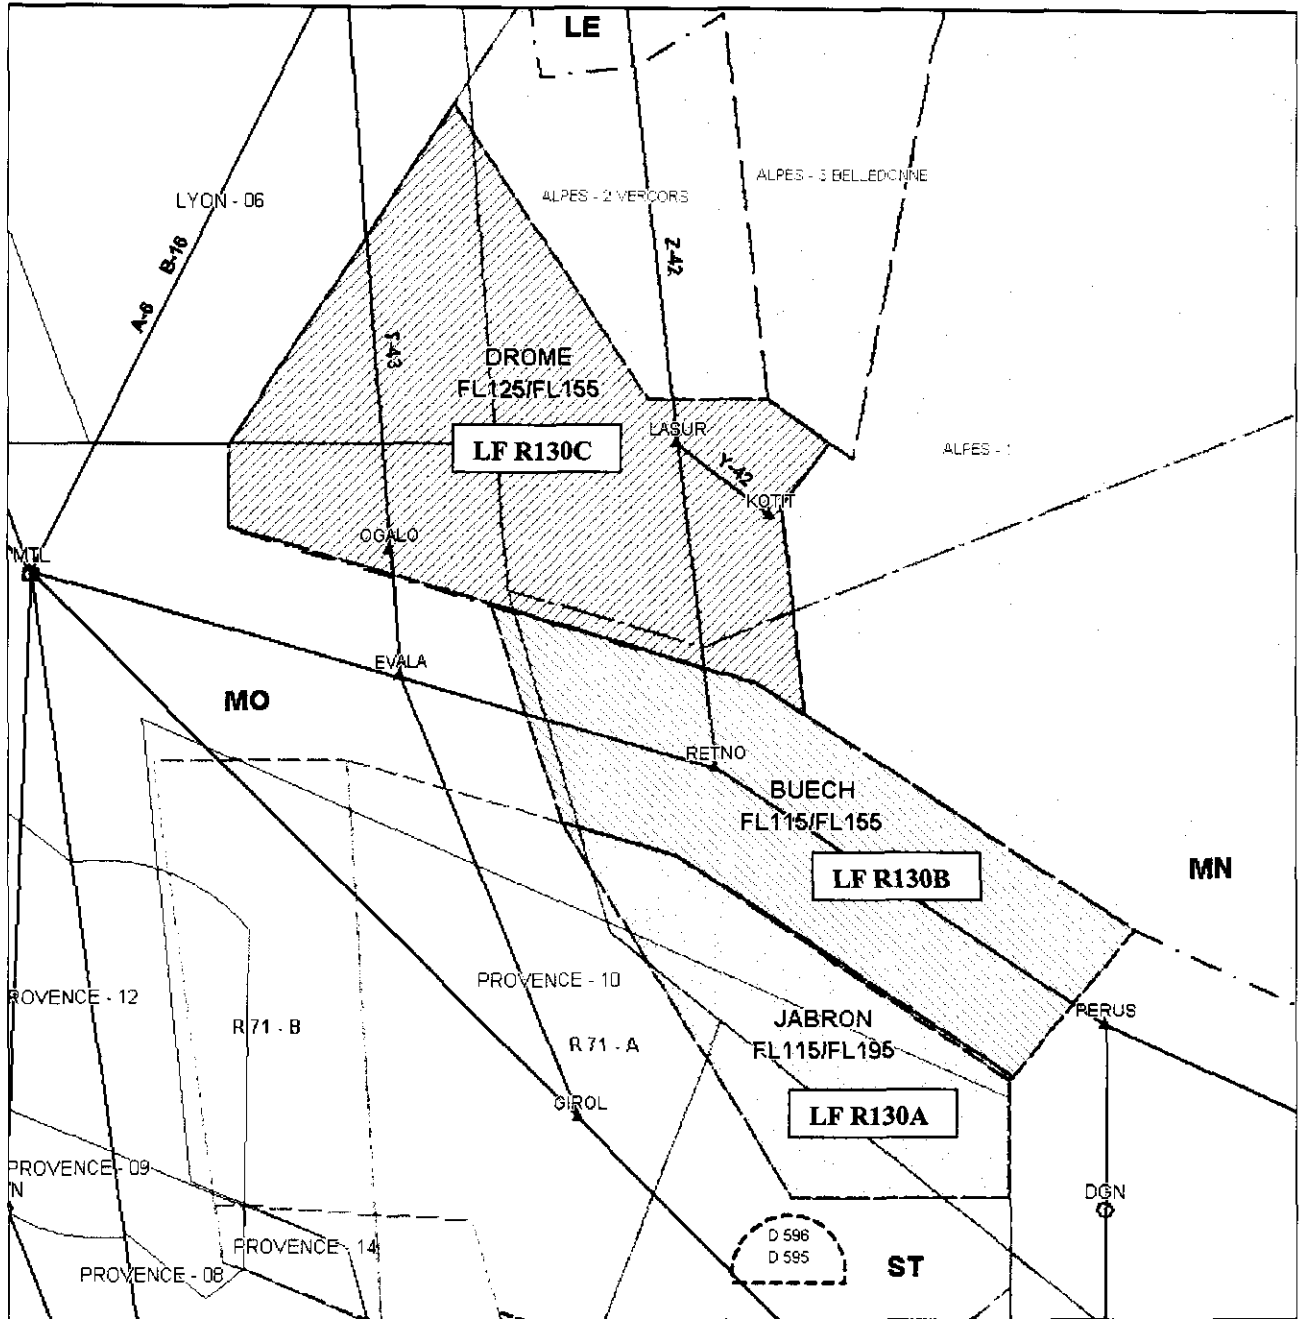 LE
LYON - 06
ALPES - 2 VERCORS
ALPES - 3 BELLEDONNE
B-16
A-6
Z-42
T-43
DROME
FL125/FL155
LASUR
LF R130C
ALPES - 1
Y-42
KOTIT
OGALO
MTL
EVALA
MO
RETNO
BUECH
FL115/FL155
LF R130B
MN
PROVENCE - 10
ROVENCE - 12
R 71 - B
JABRON
FL115/FL195
PERUS
R 71 - A
GIROL
LF R130A
PROVENCE - 09
N
DGN
D 596
D 595
PROVENCE - 14
PROVENCE - 08
ST